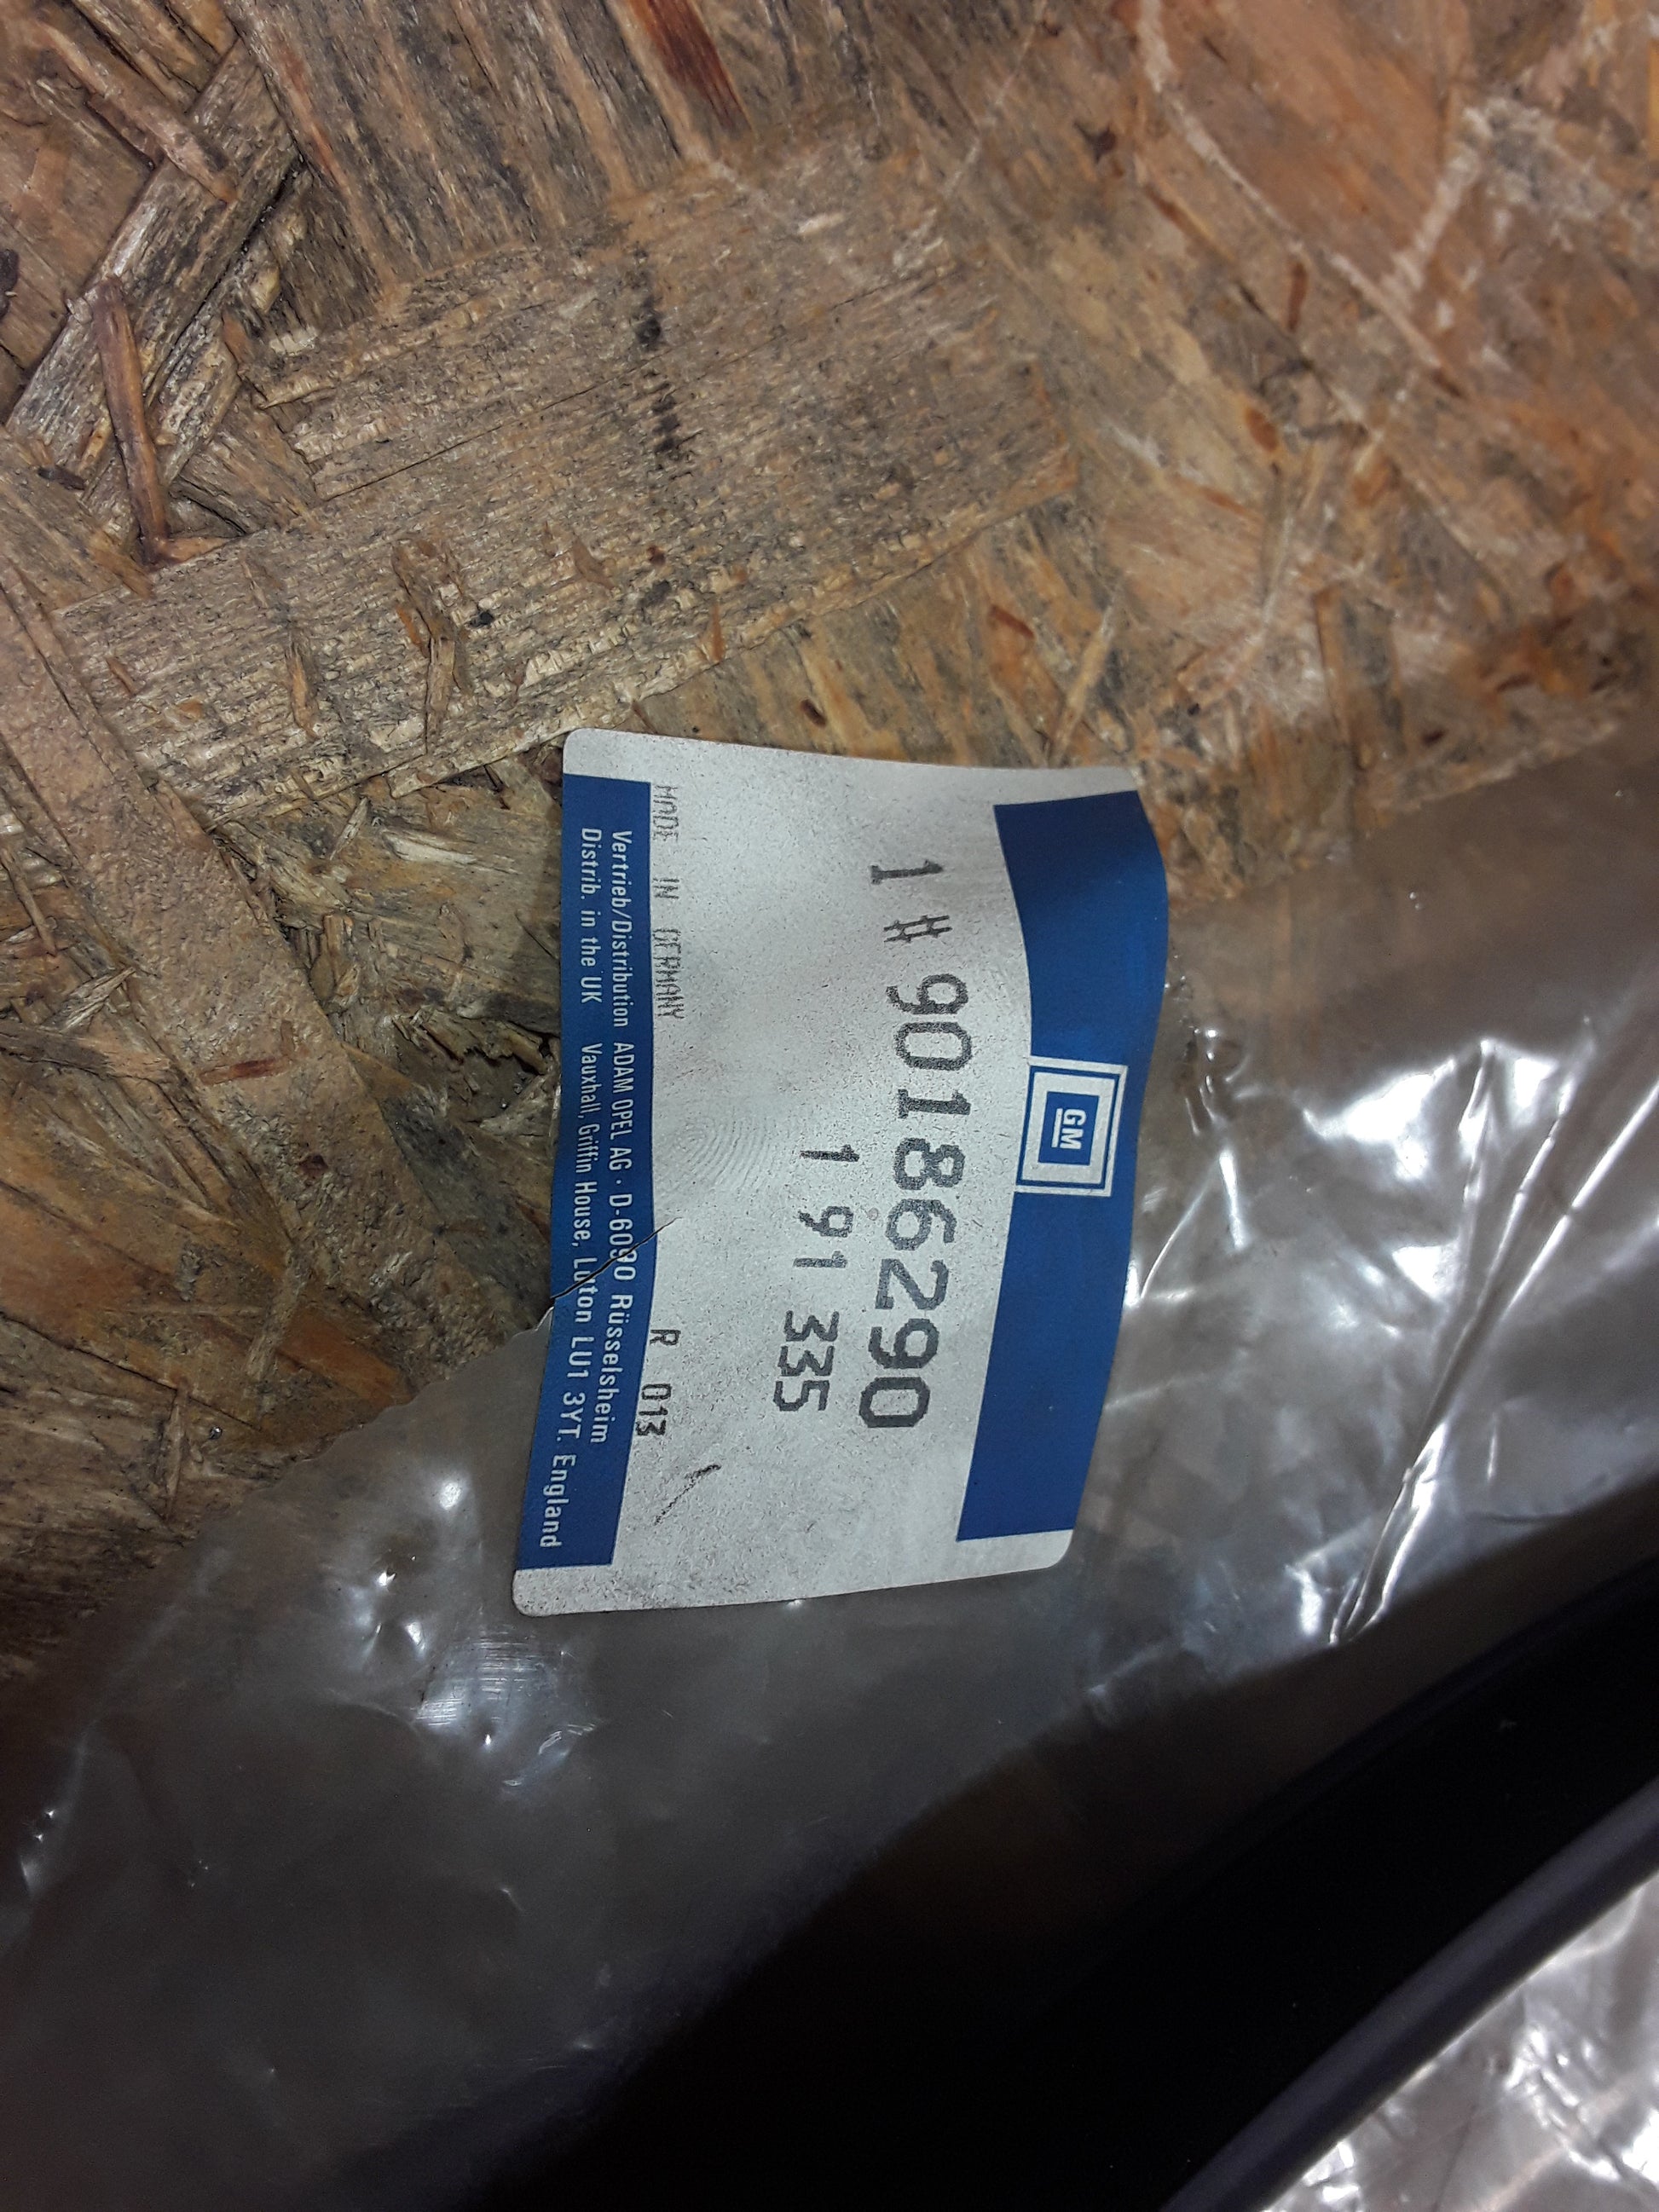 GM
1 # 90186290
1 91 335
MADE IN GERMANY R 013
Vertrieb/Distribution ADAM OPEL AG · D-6090 Rüsselsheim
Distrib. in the UK Vauxhall, Griffin House, Luton LU1 3YT. England